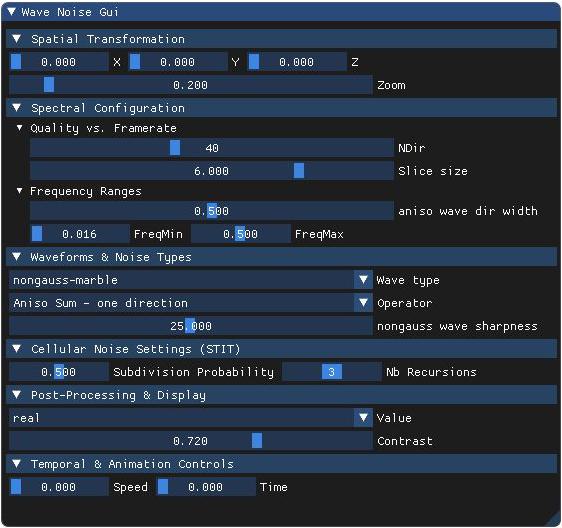 Wave Noise Gui
Spatial Transformation
0.000 X 0.000 Y 0.000 Z
0.200 Zoom
Spectral Configuration
Quality vs. Framerate
40 NDir
6.000 Slice size
Frequency Ranges
0.500 aniso wave dir width
0.016 FreqMin 0.500 FreqMax
Waveforms & Noise Types
nongauss-marble Wave type
Aniso Sum - one direction Operator
25.000 nongauss wave sharpness
Cellular Noise Settings (STIT)
0.500 Subdivision Probability 3 Nb Recursions
Post-Processing & Display
real Value
0.720 Contrast
Temporal & Animation Controls
0.000 Speed 0.000 Time